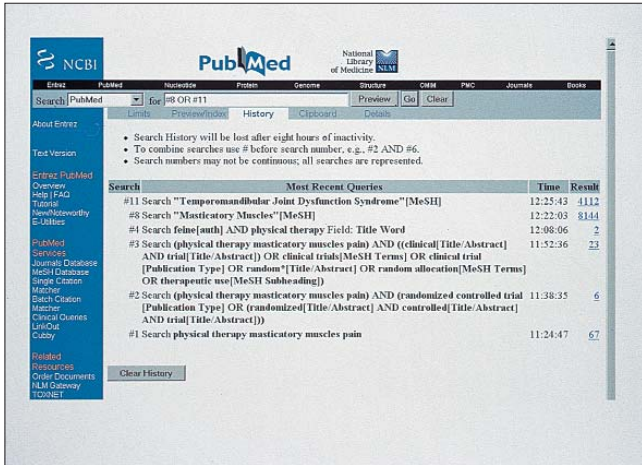 NCBI
PubMed
National Library of Medicine NLM
Entrez PubMed Nucleotide Protein Genome Structure OMIM PMC Journals Books
Search PubMed for #8 OR #11 Preview Go Clear
Limits Preview/Index History Clipboard Details
About Entrez
Text Version
Entrez PubMed
Overview
Help | FAQ
Tutorial
New/Noteworthy
E-Utilities
PubMed
Services
Journals Database
MeSH Database
Single Citation
Matcher
Batch Citation
Matcher
Clinical Queries
LinkOut
Cubby
Related
Resources
Order Documents
NLM Gateway
TOXNET
• Search History will be lost after eight hours of inactivity.
• To combine searches use # before search number, e.g., #2 AND #6.
• Search numbers may not be continuous; all searches are represented.
Search Most Recent Queries Time Result
#11 Search "Temporomandibular Joint Dysfunction Syndrome"[MeSH] 12:25:43 4112
#8 Search "Masticatory Muscles"[MeSH] 12:22:03 8144
#4 Search feine[auth] AND physical therapy Field: Title Word 12:08:06 2
#3 Search (physical therapy masticatory muscles pain) AND ((clinical[Title/Abstract] 11:52:36 23
AND trial[Title/Abstract]) OR clinical trials[MeSH Terms] OR clinical trial
[Publication Type] OR random*[Title/Abstract] OR random allocation[MeSH Terms]
OR therapeutic use[MeSH Subheading])
#2 Search (physical therapy masticatory muscles pain) AND (randomized controlled trial 11:38:35 6
[Publication Type] OR (randomized[Title/Abstract] AND controlled[Title/Abstract]
AND trial[Title/Abstract]))
#1 Search physical therapy masticatory muscles pain 11:24:47 67
Clear History